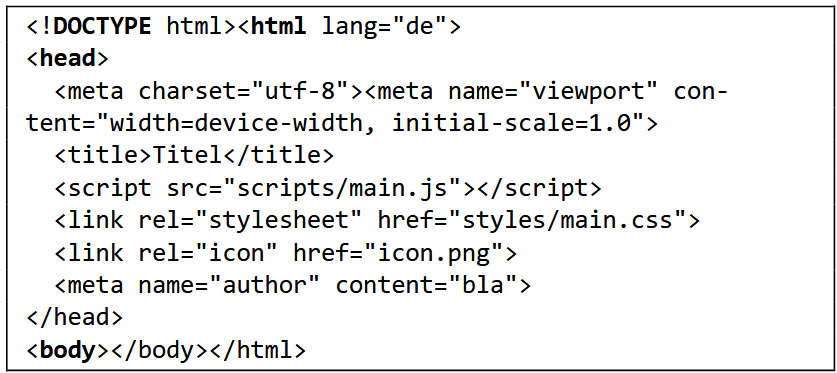 <!DOCTYPE html><html lang="de">
<head>
  <meta charset="utf-8"><meta name="viewport" con-
tent="width=device-width, initial-scale=1.0">
  <title>Titel</title>
  <script src="scripts/main.js"></script>
  <link rel="stylesheet" href="styles/main.css">
  <link rel="icon" href="icon.png">
  <meta name="author" content="bla">
</head>
<body></body></html>